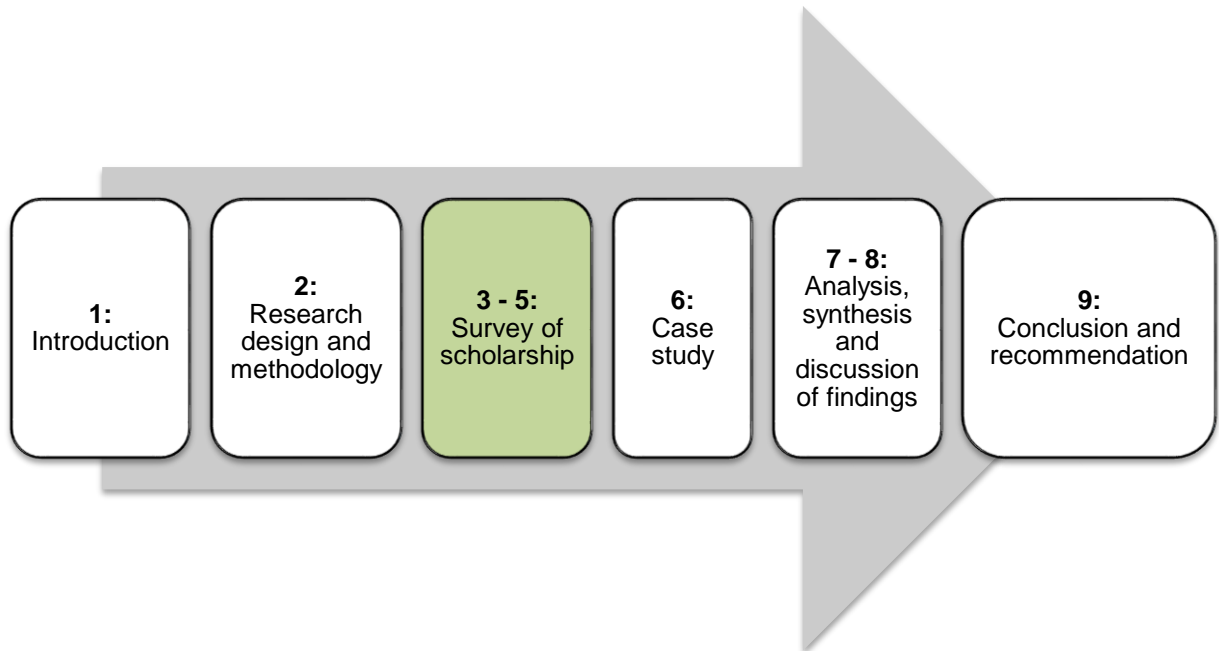 1:
Introduction
2:
Research
design and
methodology
3 - 5:
Survey of
scholarship
6:
Case
study
7 - 8:
Analysis,
synthesis
and
discussion
of findings
9:
Conclusion and
recommendation